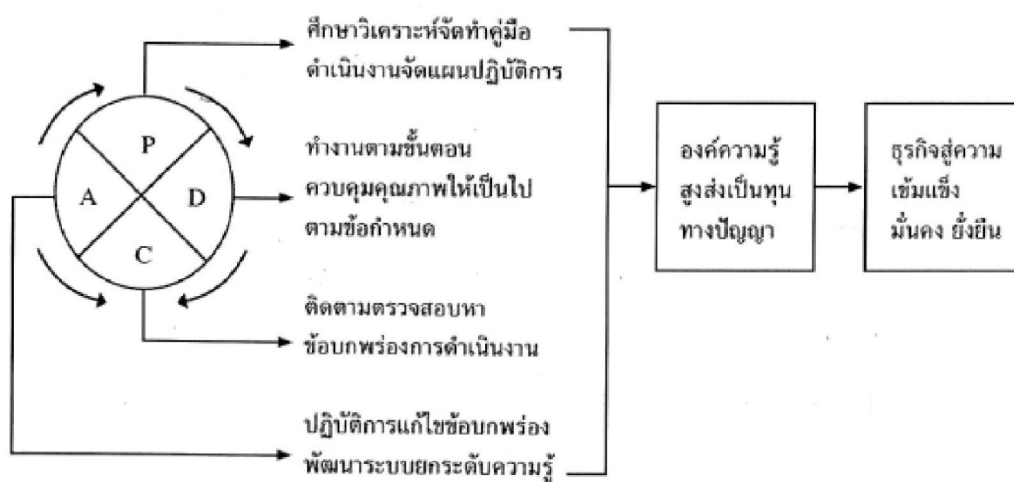 ศึกษาวิเคราะห์จัดทำคู่มือ
ดำเนินงานจัดแผนปฏิบัติการ
P
A
D
C
ทำงานตามขั้นตอน
ควบคุมคุณภาพให้เป็นไป
ตามข้อกำหนด
ติดตามตรวจสอบหา
ข้อบกพร่องการดำเนินงาน
ปฏิบัติการแก้ไขข้อบกพร่อง
พัฒนาระบบยกระดับความรู้
องค์ความรู้
สูงส่งเป็นทุน
ทางปัญญา
ธุรกิจสู่ความ
เข้มแข็ง
มั่นคง ยั่งยืน